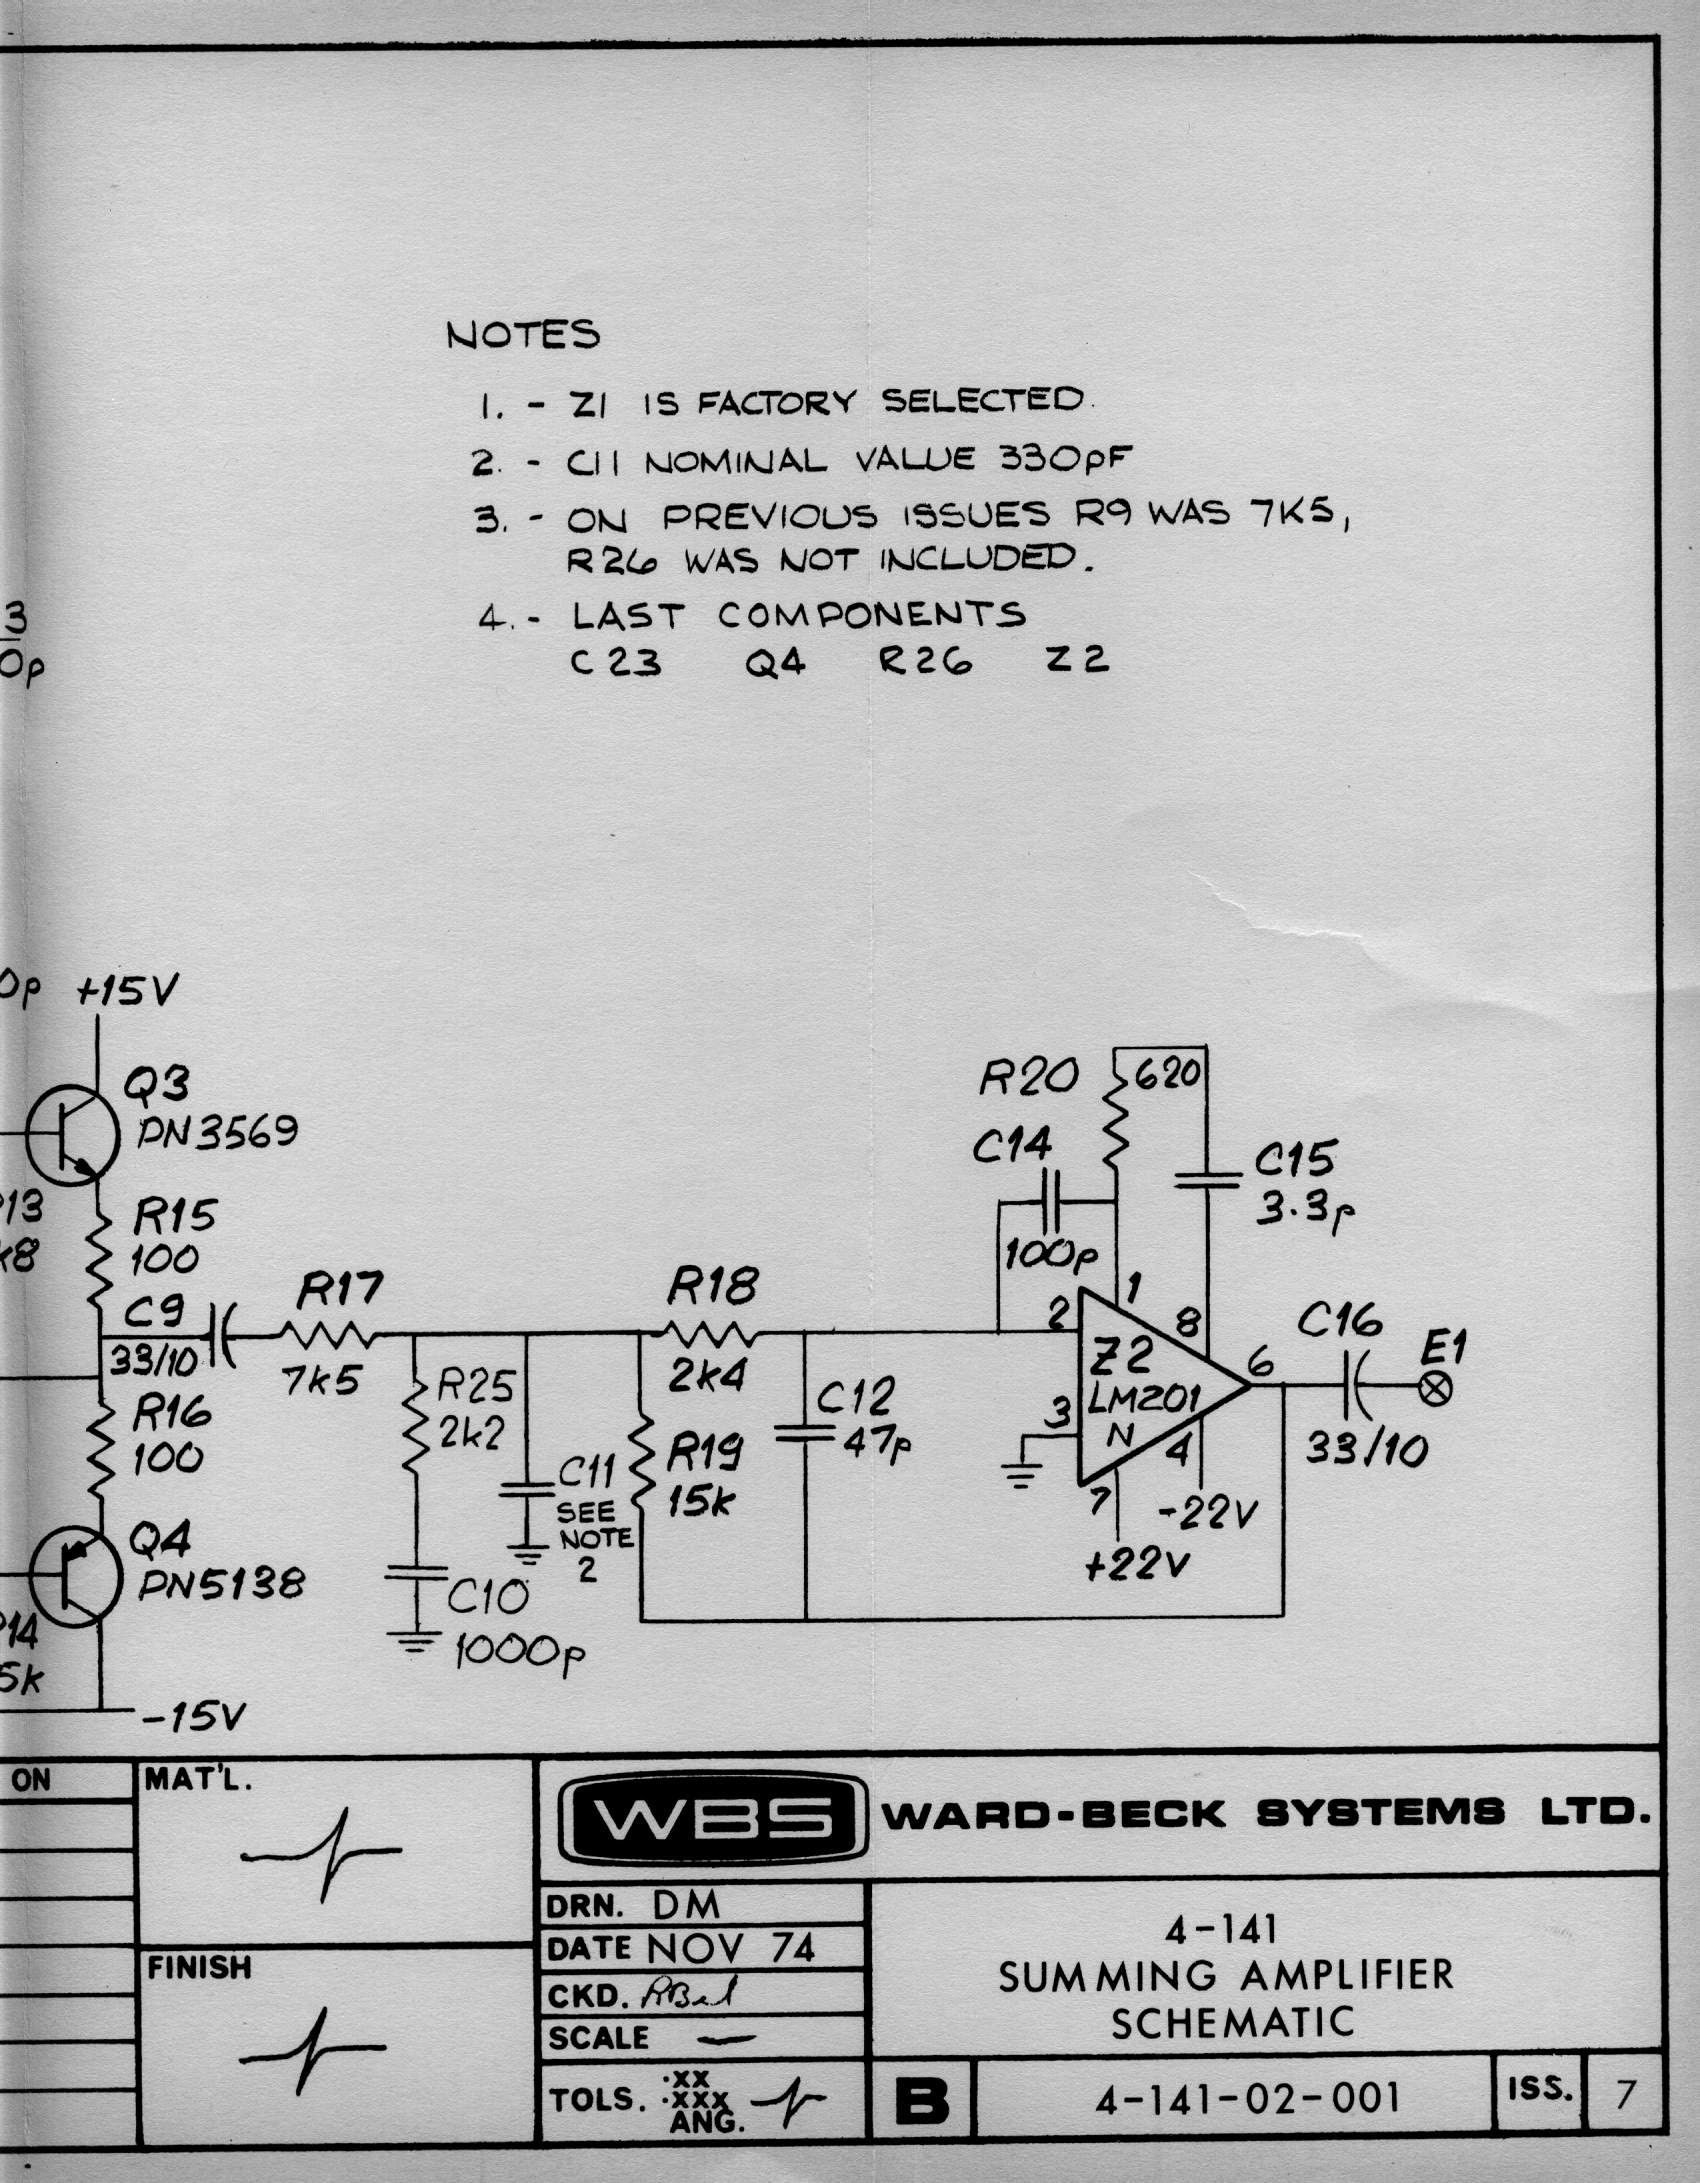 NOTES
1. - Z1 IS FACTORY SELECTED.
2. - C11 NOMINAL VALUE 330pF
3. - ON PREVIOUS ISSUES R9 WAS 7K5,
R26 WAS NOT INCLUDED.
4. - LAST COMPONENTS
C23 Q4 R26 Z2
3
0p
0p +15V
Q3
PN3569
R15
100
R13
k8
C9
33/10
R16
100
Q4
PN5138
R14
5k
-15V
R17
7k5
R25
2k2
C10
1000p
C11
SEE
NOTE
2
R18
2k4
R19
15k
C12
47p
R20 620
C14
100p
C15
3.3p
1
2
8
Z2
LM201
N
3
6
4
7
-22V
+22V
C16
33/10
E1
ON
MAT'L.
FINISH
WBS WARD-BECK SYSTEMS LTD.
DRN. DM
DATE NOV 74
CKD.
SCALE —
TOLS. .XX
.XXX
ANG.
4-141
SUMMING AMPLIFIER
SCHEMATIC
B 4-141-02-001 ISS. 7